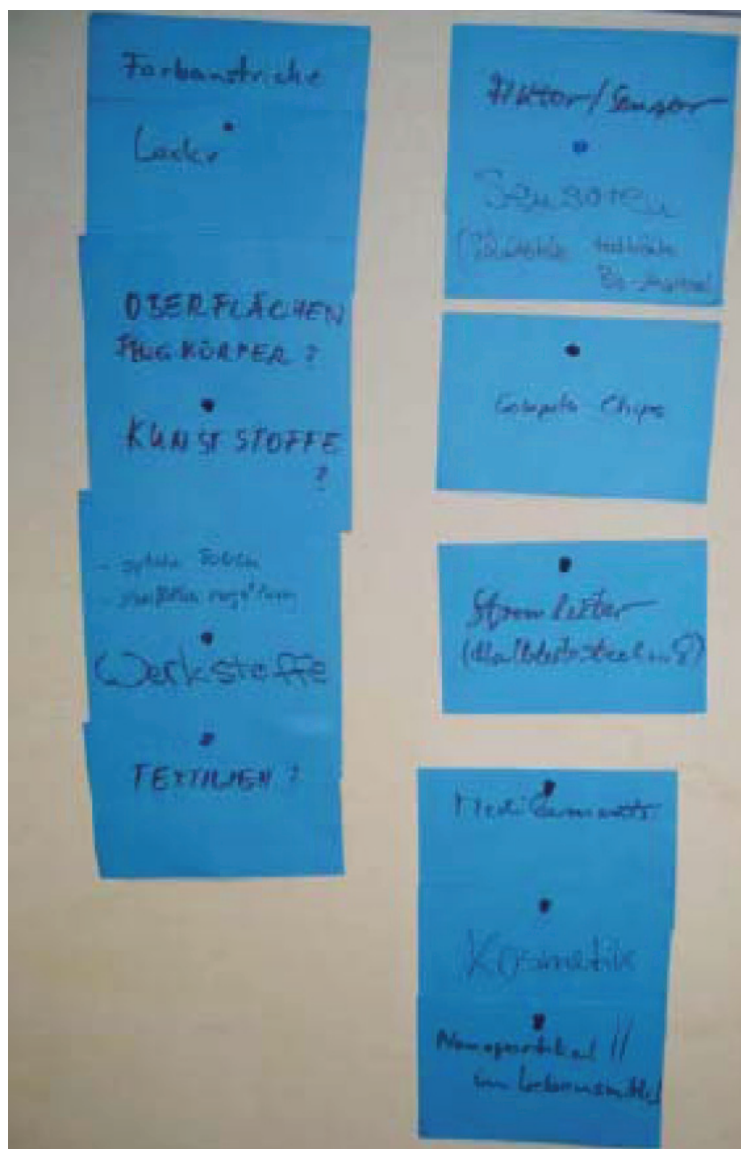 Farbanstriche
Lacke
OBERFLÄCHEN
FLUGKÖRPER ?
KUNSTSTOFFE
?
Werkstoffe
TEXTILIEN ?
Aktor/Sensor
Sensoren
Computer Chips
Stromleiter
Medikamente
Kosmetik
Nanopartikel !!
im Lebensmittel